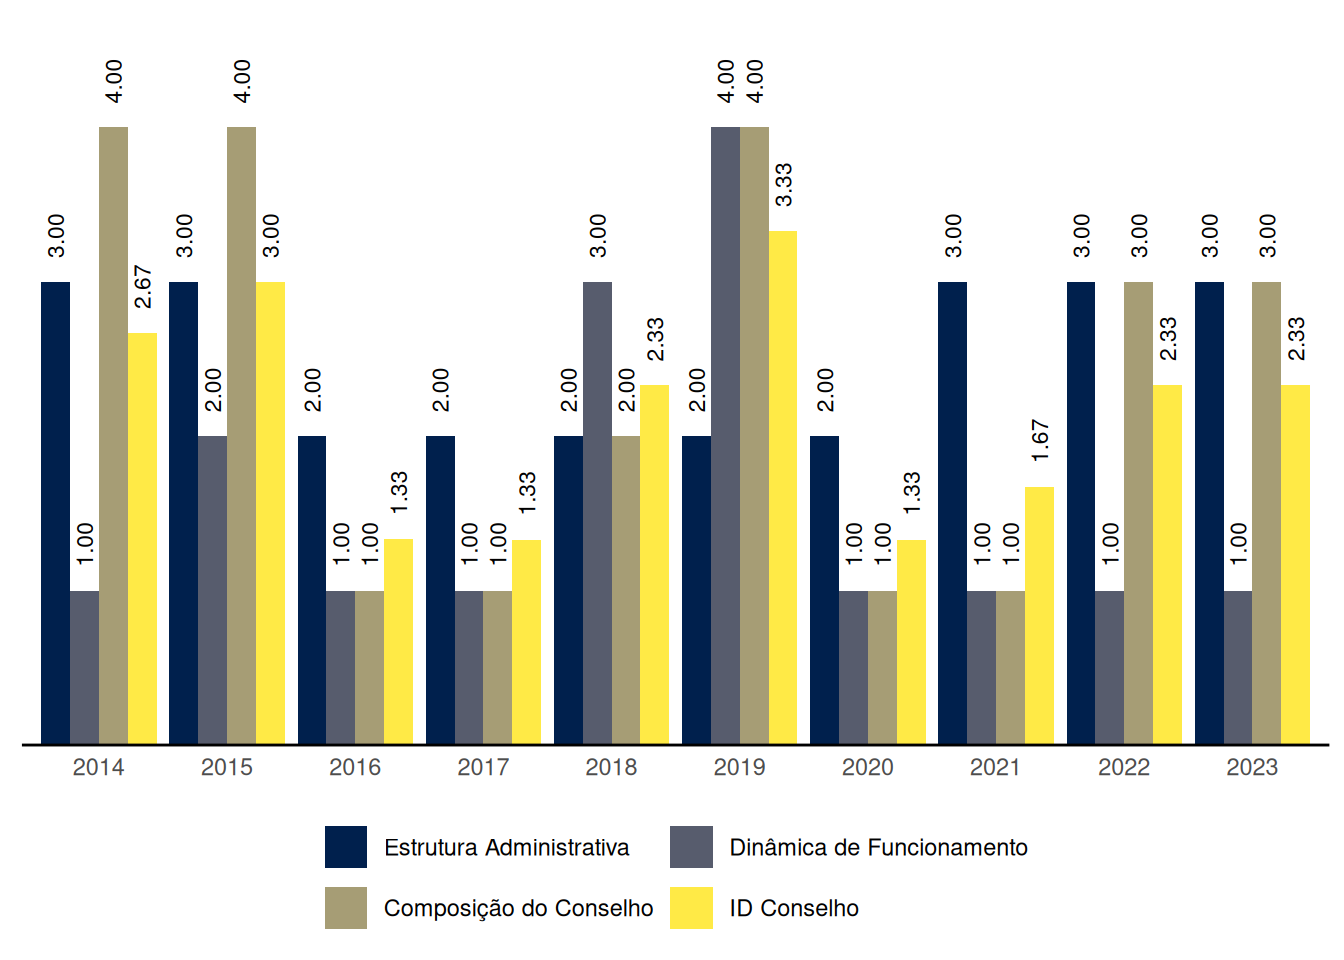 3.00 1.00 4.00 2.67
3.00 2.00 4.00 3.00
2.00 1.00 1.00 1.33
2.00 1.00 1.00 1.33
2.00 3.00 2.00 2.33
2.00 4.00 4.00 3.33
2.00 1.00 1.00 1.33
3.00 1.00 1.00 1.67
3.00 1.00 3.00 2.33
3.00 1.00 3.00 2.33
2014 2015 2016 2017 2018 2019 2020 2021 2022 2023
Estrutura Administrativa Dinâmica de Funcionamento
Composição do Conselho ID Conselho